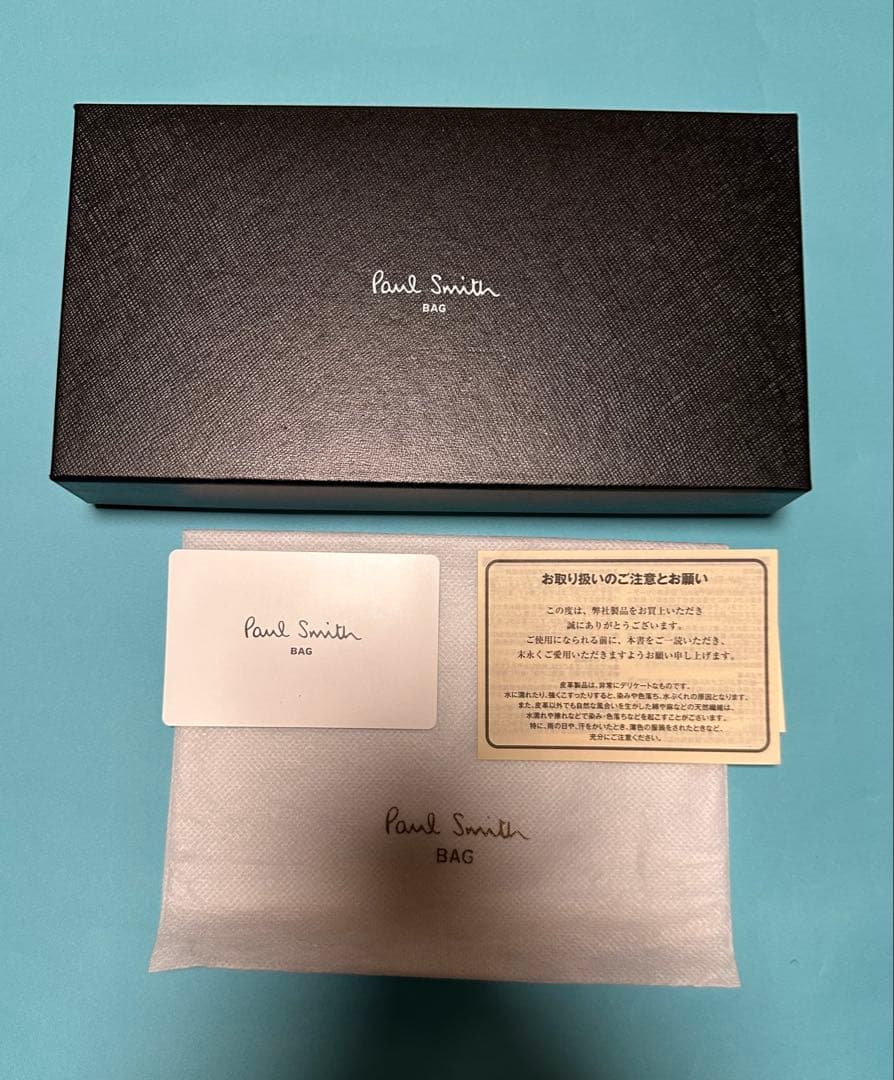 Paul Smith
BAG
Paul Smith
BAG
お取り扱いのご注意とお願い
この度は、弊社製品をお買上いただき
誠にありがとうございます。
ご使用になられる前に、本書をご一読いただき、
末永くご愛用いただきますようお願い申し上げます。
皮革製品は、非常にデリケートなものです。
水に濡れたり、強くこすったりすると、染みや色落ち、水ぶくれの原因となります。
また、皮革以外でも自然な風合いを生かした綿や麻などの天然繊維は、
水濡れや擦れなどで染み・色落ちなどを起こすことがございます。
特に、雨の日や、汗をかいたとき、薄色の服装をされたときなど、
充分にご注意ください。
Paul Smith
BAG